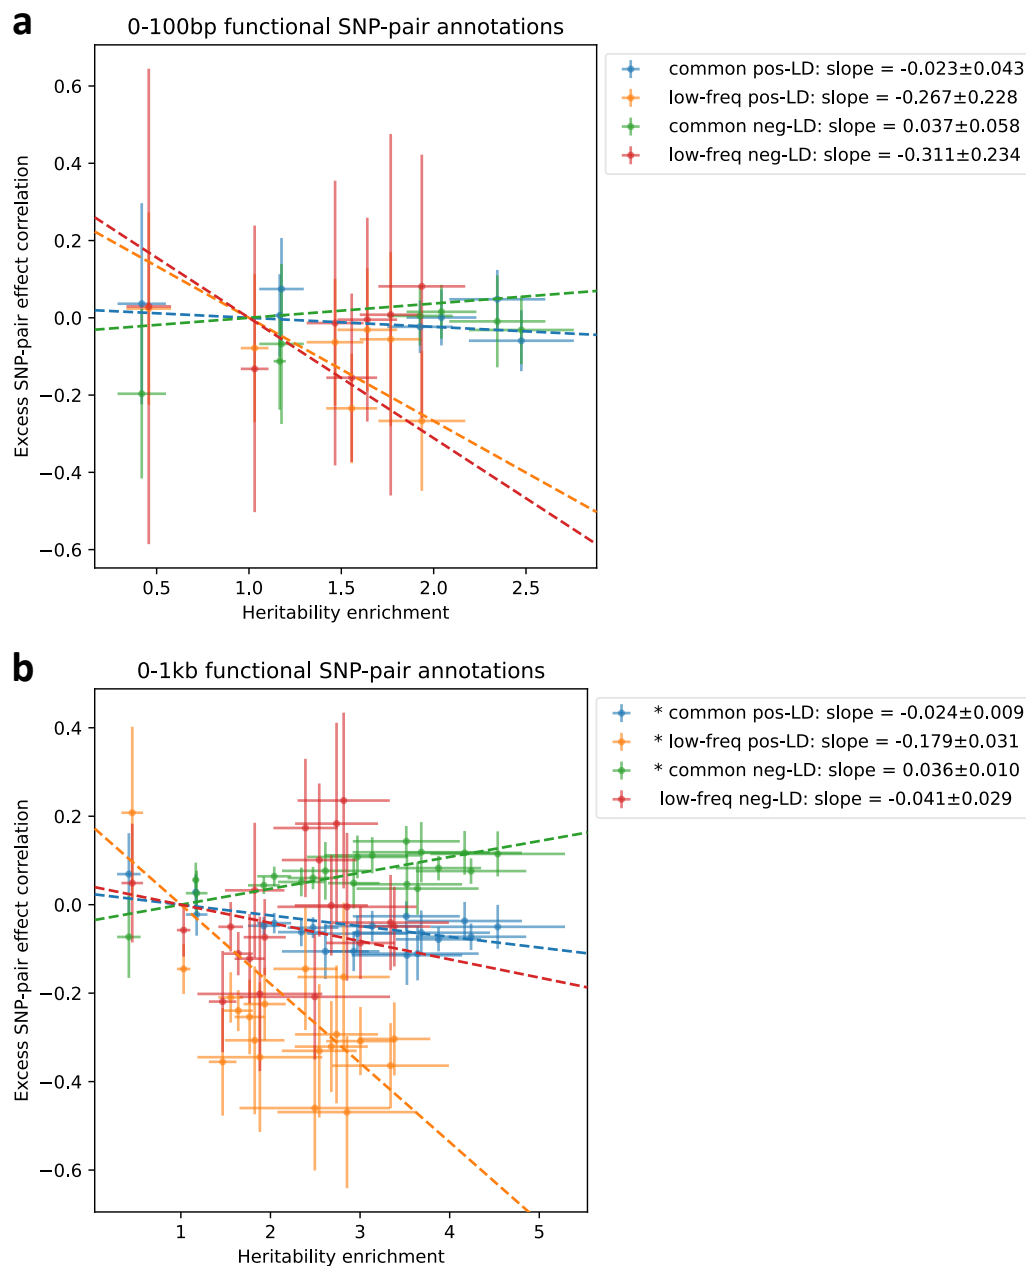 a
0-100bp functional SNP-pair annotations
0.6
0.4
0.2
0.0
−0.2
−0.4
−0.6
Excess SNP-pair effect correlation
0.5
1.0
1.5
2.0
2.5
Heritability enrichment
common pos-LD: slope = -0.023±0.043
low-freq pos-LD: slope = -0.267±0.228
common neg-LD: slope = 0.037±0.058
low-freq neg-LD: slope = -0.311±0.234
b
0-1kb functional SNP-pair annotations
0.4
0.2
0.0
−0.2
−0.4
−0.6
Excess SNP-pair effect correlation
1
2
3
4
5
Heritability enrichment
* common pos-LD: slope = -0.024±0.009
* low-freq pos-LD: slope = -0.179±0.031
* common neg-LD: slope = 0.036±0.010
low-freq neg-LD: slope = -0.041±0.029